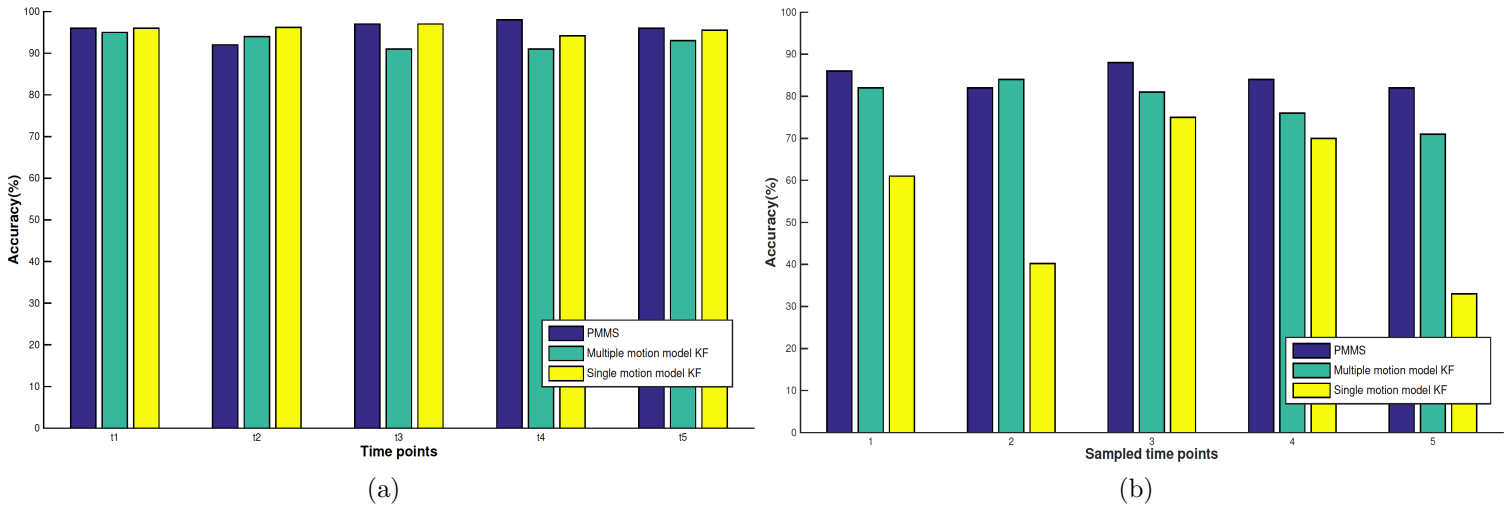 100
90
80
70
60
50
40
30
20
10
0
Accuracy(%)
t1 t2 t3 t4 t5
Time points
PMMS
Multiple motion model KF
Single motion model KF
(a)
100
90
80
70
60
50
40
30
20
10
0
Accuracy(%)
1 2 3 4 5
Sampled time points
PMMS
Multiple motion model KF
Single motion model KF
(b)